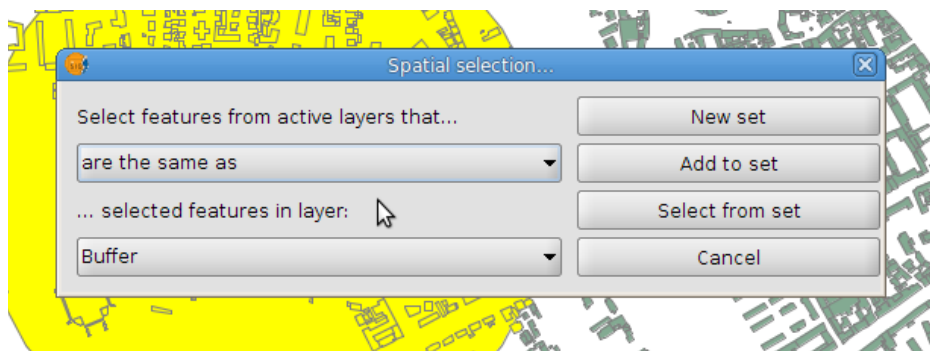 Spatial selection...
Select features from active layers that...
New set
are the same as
Add to set
... selected features in layer:
Select from set
Buffer
Cancel